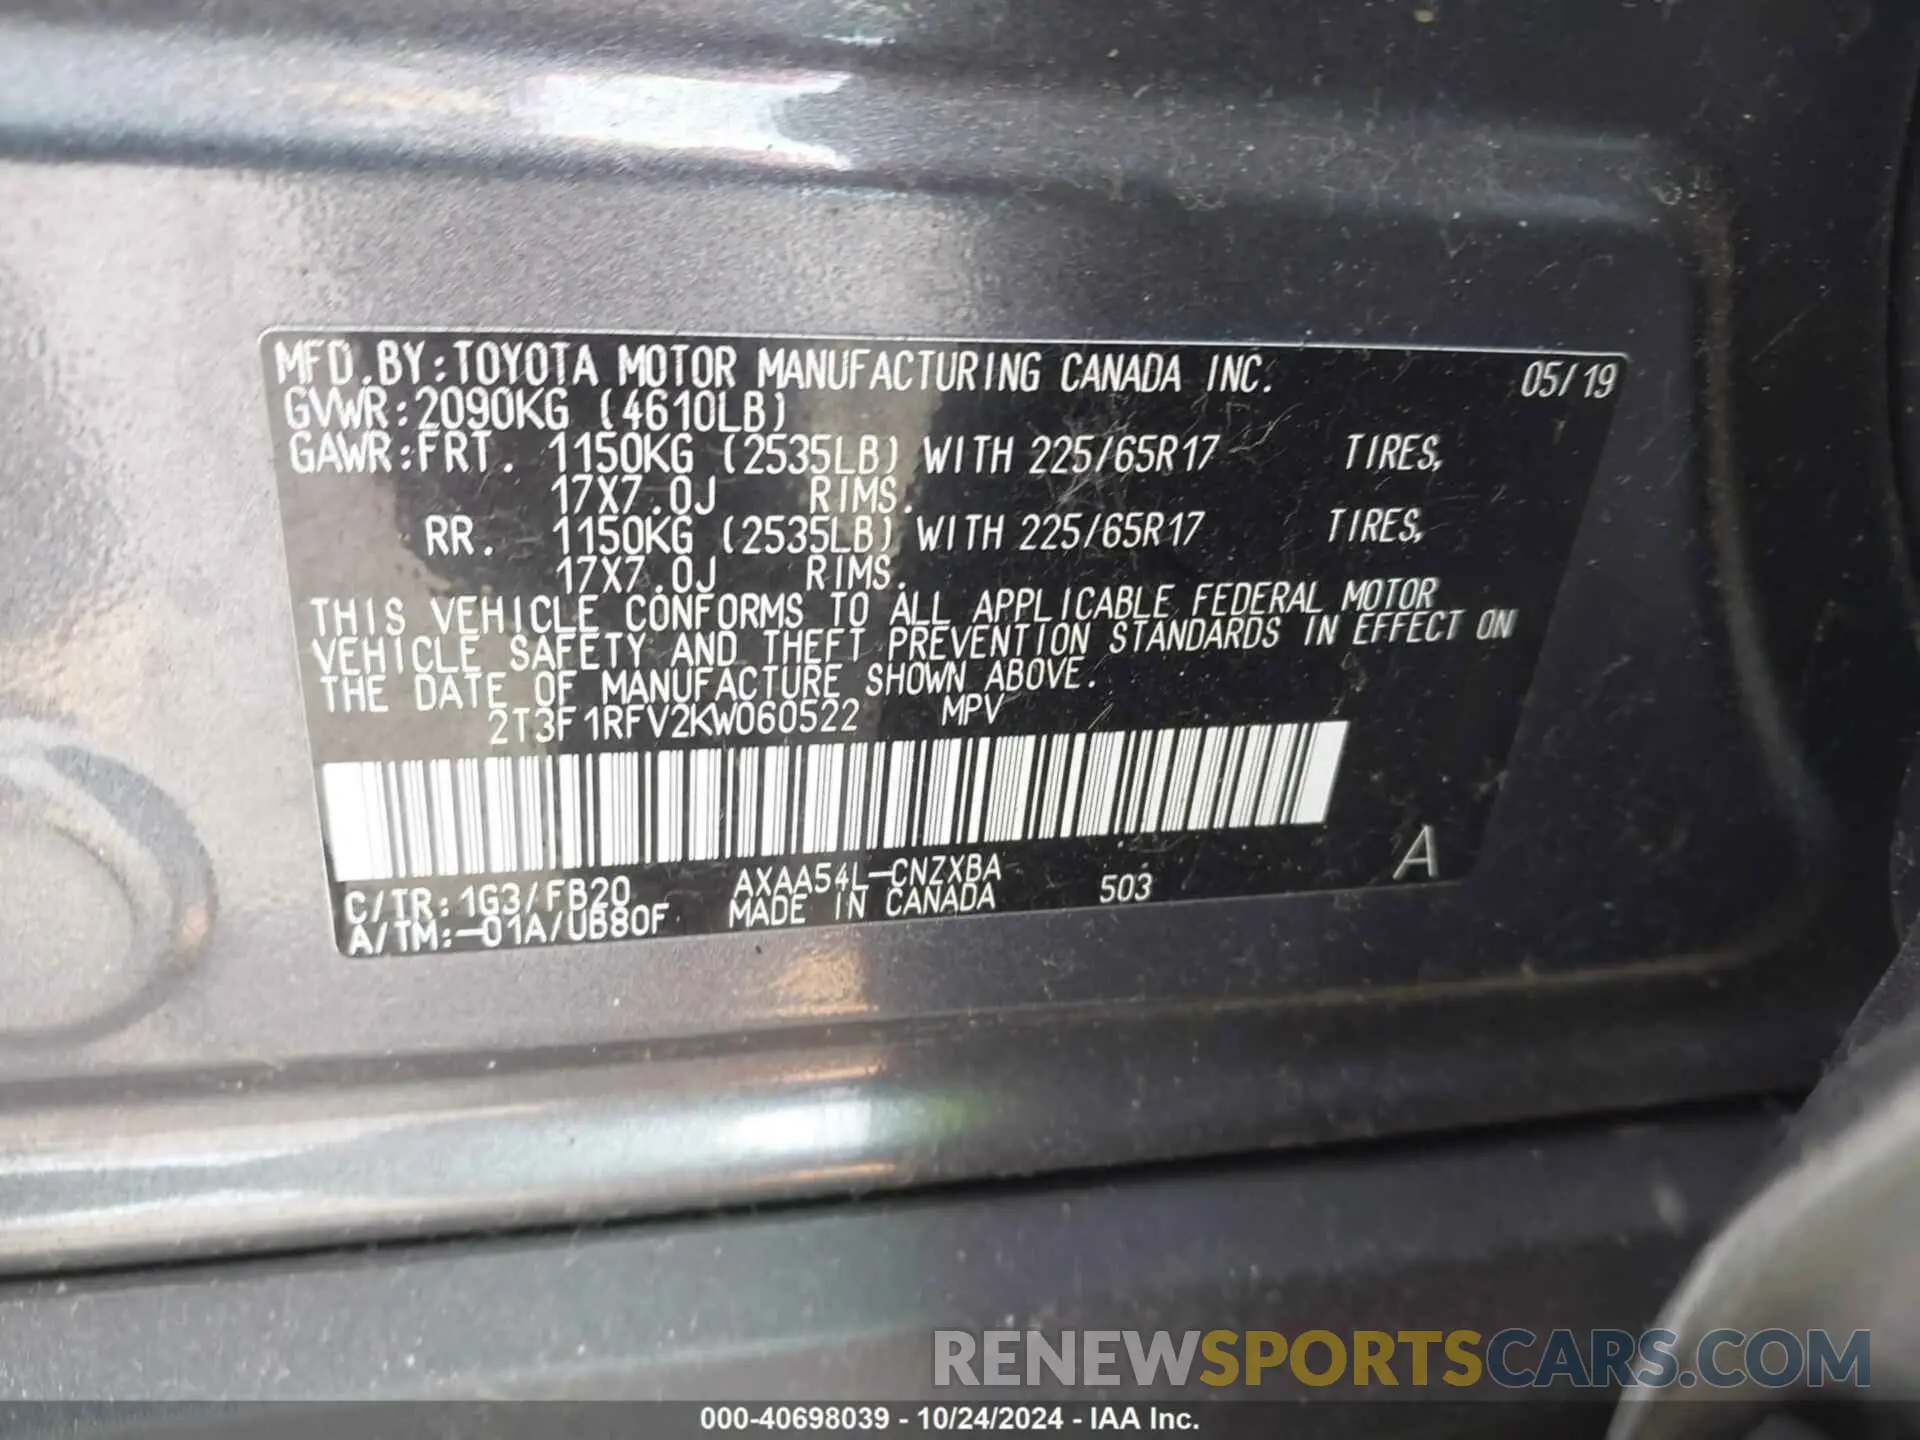 MFD.BY:TOYOTA MOTOR MANUFACTURING CANADA INC. 05/19
GVWR:2090KG (4610LB)
GAWR:FRT. 1150KG (2535LB) WITH 225/65R17 TIRES,
17X7.0J RIMS.
RR. 1150KG (2535LB) WITH 225/65R17 TIRES,
17X7.0J RIMS.
THIS VEHICLE CONFORMS TO ALL APPLICABLE FEDERAL MOTOR
VEHICLE SAFETY AND THEFT PREVENTION STANDARDS IN EFFECT ON
THE DATE OF MANUFACTURE SHOWN ABOVE.
2T3F1RFV2KW060522 MPV
C/TR:1G3/FB20 AXAA54L-CNZXBA 503 A
A/TM:-01A/UB80F MADE IN CANADA
RENEWSPORTSCARS.COM
000-40698039 - 10/24/2024 - IAA Inc.